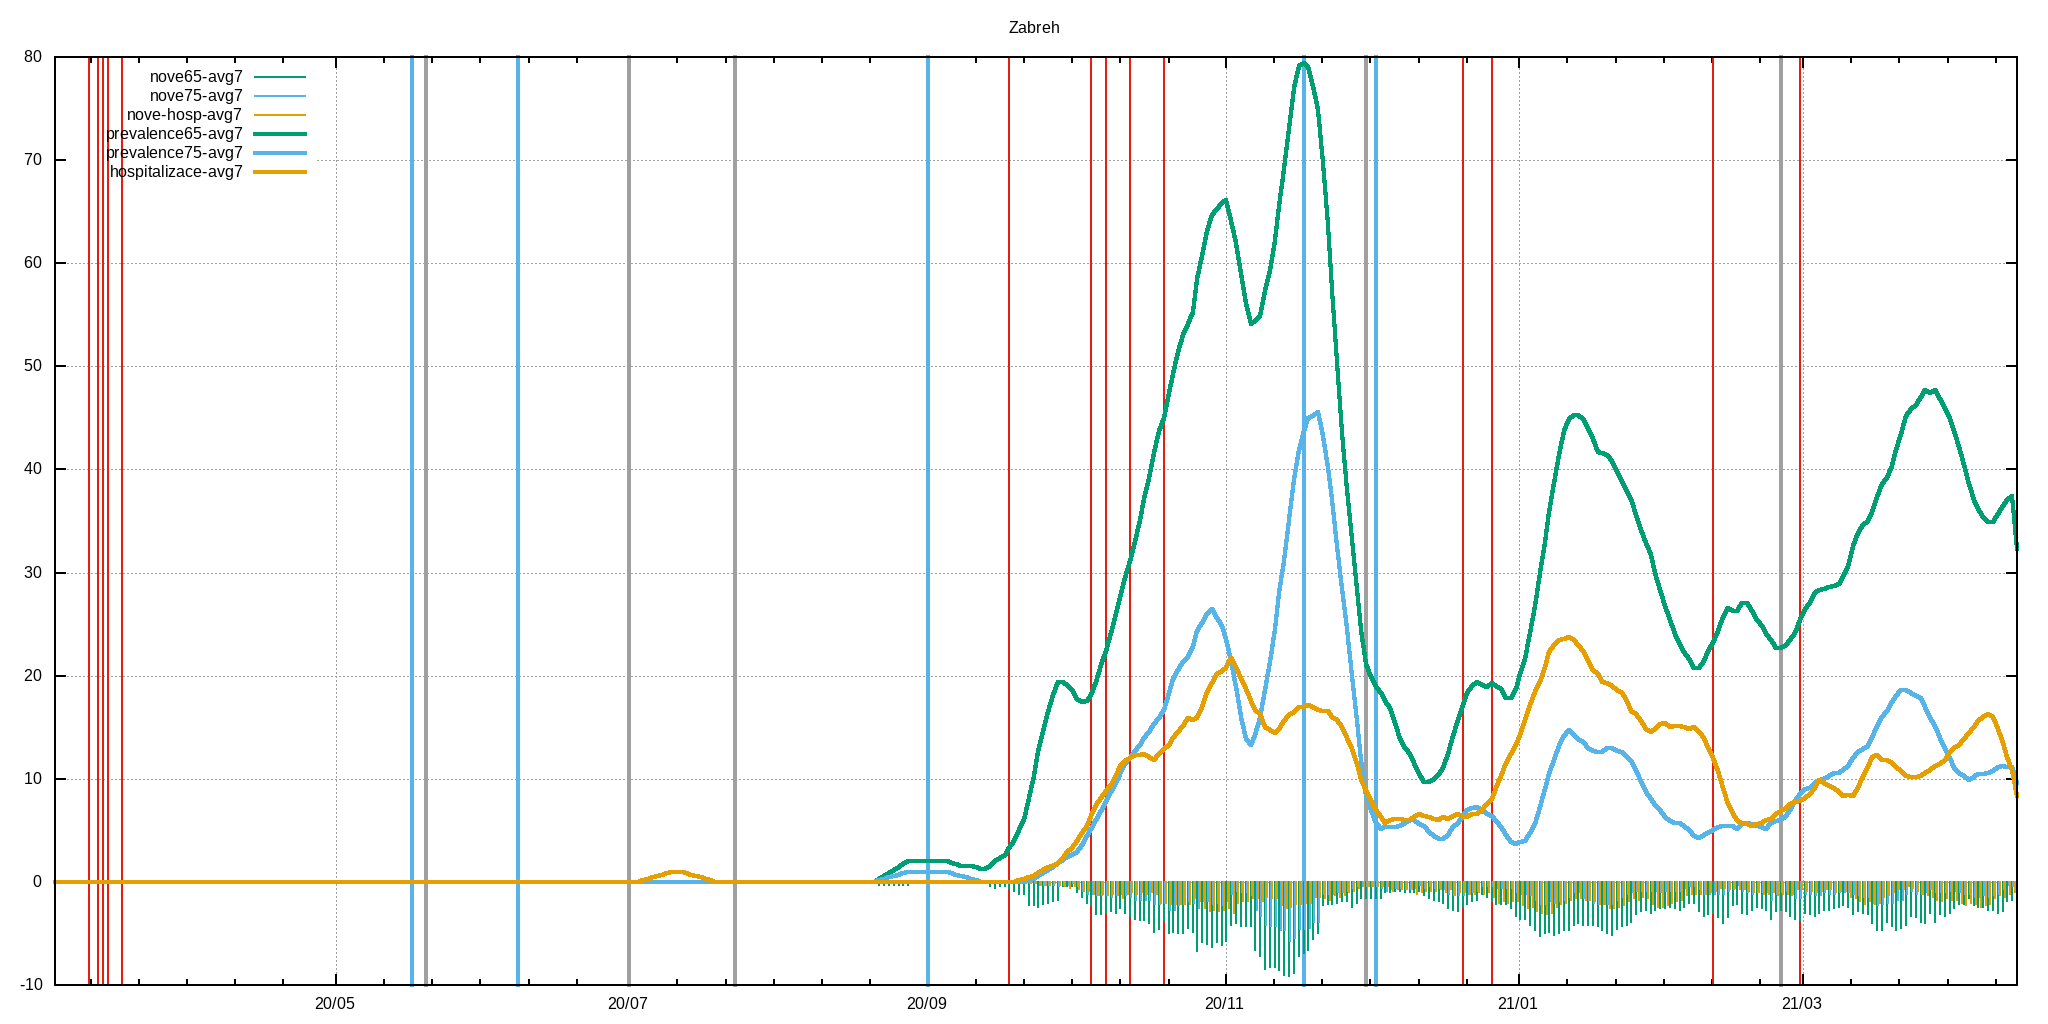 Zabreh
80
70
60
50
40
30
20
10
0
-10
nove65-avg7
nove75-avg7
nove-hosp-avg7
prevalence65-avg7
prevalence75-avg7
hospitalizace-avg7
20/05 20/07 20/09 20/11 21/01 21/03